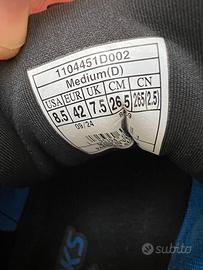 1104451D002
Medium(D)
USA EUR UK CM CN
8.5 42 7.5 26.5 265(2.5)
09/24
KS
subito